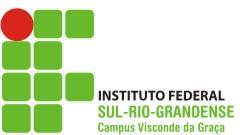 INSTITUTO FEDERAL
SUL-RIO-GRANDENSE
Campus Visconde da Graça